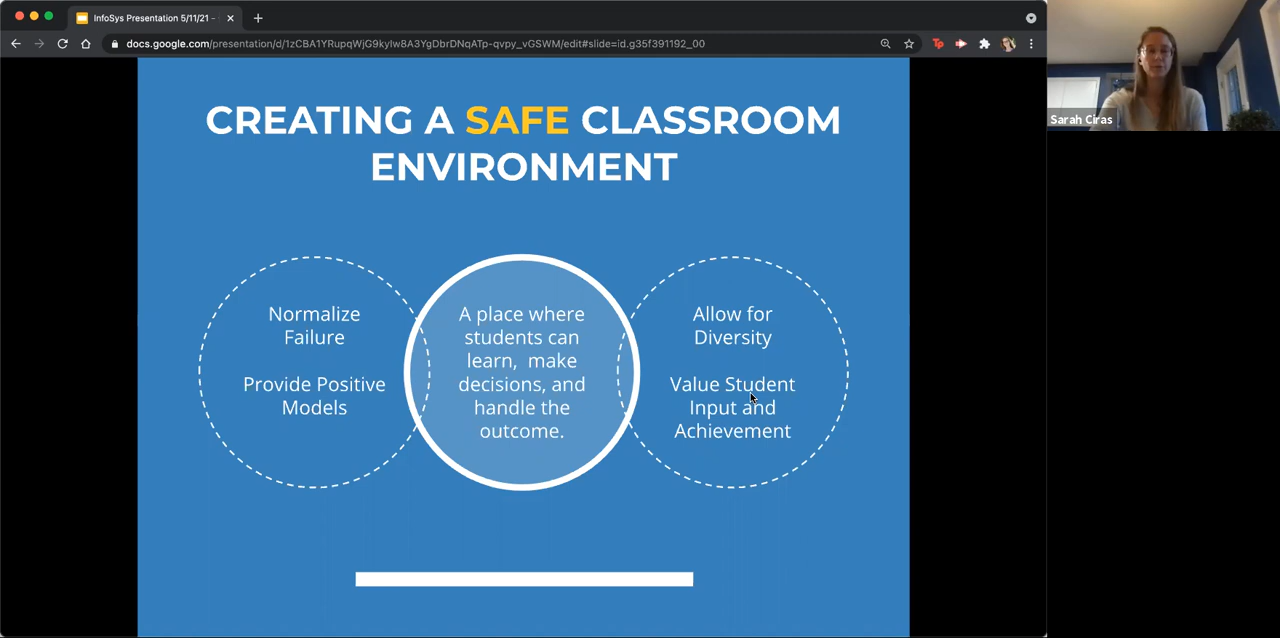 InfoSys Presentation 5/11/21 -
docs.google.com/presentation/d/1zCBA1YRupqWjG9kyIw8A3YgDbrDNqATp-qvpy_vGSWM/edit#slide=id.g35f391192_00
Sarah Ciras
CREATING A SAFE CLASSROOM
ENVIRONMENT
Normalize
Failure
Provide Positive
Models
A place where
students can
learn,  make
decisions, and
handle the
outcome.
Allow for
Diversity
Value Student
Input and
Achievement